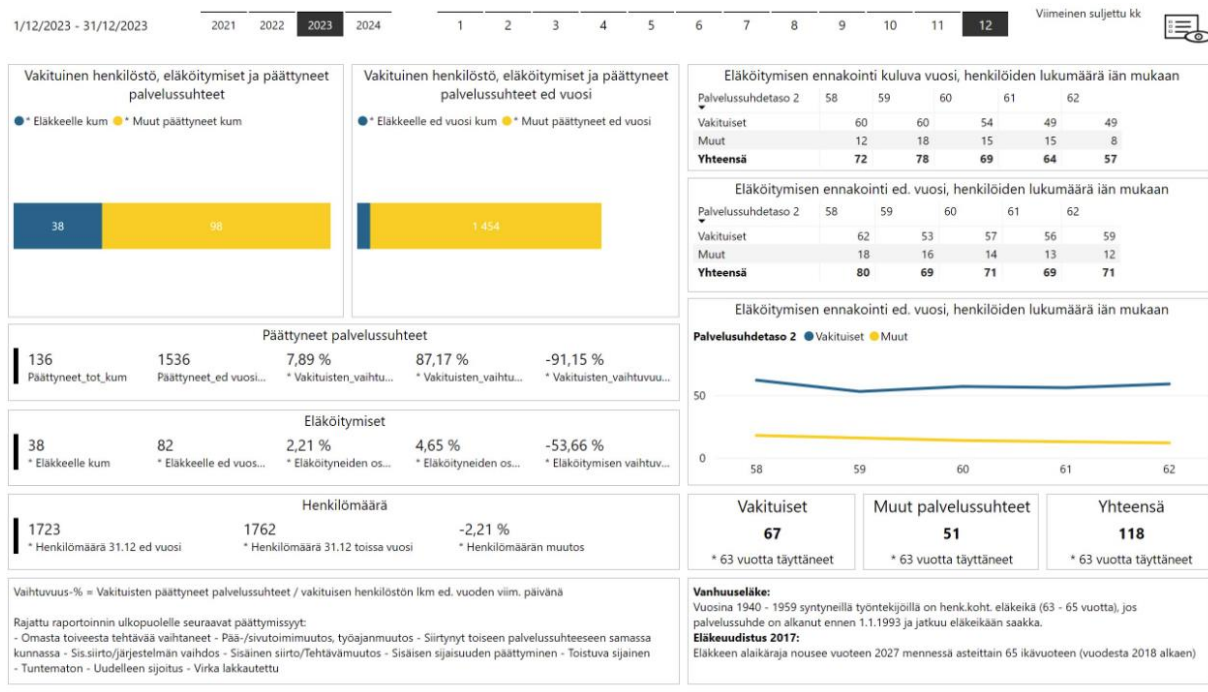 1/12/2023 - 31/12/2023
2021 2022 2023 2024
1 2 3 4 5 6 7 8 9 10 11 12
Viimeinen suljettu kk
Vakituinen henkilöstö, eläköitymiset ja päättyneet
palvelussuhteet
* Eläkkeelle kum * Muut päättyneet kum
38 98
Vakituinen henkilöstö, eläköitymiset ja päättyneet
palvelussuhteet ed vuosi
* Eläkkeelle ed vuosi kum * Muut päättyneet ed vuosi
1 454
Päättyneet palvelussuhteet
136 1536 7,89 % 87,17 % -91,15 %
Päättyneet_tot_kum Päättyneet_ed vuosi... * Vakituisten_vaihtu... * Vakituisten_vaihtu... * Vakituisten_vaihtuvuu...
Eläköitymiset
38 82 2,21 % 4,65 % -53,66 %
* Eläkkeelle kum * Eläkkeelle ed vuos... * Eläköityneiden os... * Eläköityneiden os... * Eläköitymisen vaihtuv...
Henkilömäärä
1723 1762 -2,21 %
* Henkilömäärä 31.12 ed vuosi * Henkilömäärä 31.12 toissa vuosi * Henkilömäärän muutos
Vaihtuvuus-% = Vakituisten päättyneet palvelussuhteet / vakituisen henkilöstön lkm ed. vuoden viim. päivänä
Rajattu raportoinnin ulkopuolelle seuraavat päättymissyyt:
- Omasta toiveesta tehtävää vaihtaneet - Pää-/sivutoimimuutos, työajanmuutos - Siirtynyt toiseen palvelussuhteeseen samassa
kunnassa - Sis.siirto/järjestelmän vaihdos - Sisäinen siirto/Tehtävämuutos - Sisäisen sijaisuuden päättyminen - Toistuva sijainen
- Tuntematon - Uudelleen sijoitus - Virka lakkautettu
Eläköitymisen ennakointi kuluva vuosi, henkilöiden lukumäärä iän mukaan
Palvelussuhdetaso 2 58 59 60 61 62
Vakituiset 60 60 54 49 49
Muut 12 18 15 15 8
Yhteensä 72 78 69 64 57
Eläköitymisen ennakointi ed. vuosi, henkilöiden lukumäärä iän mukaan
Palvelussuhdetaso 2 58 59 60 61 62
Vakituiset 62 53 57 56 59
Muut 18 16 14 13 12
Yhteensä 80 69 71 69 71
Eläköitymisen ennakointi ed. vuosi, henkilöiden lukumäärä iän mukaan
Palvelusuhdetaso 2 Vakituiset Muut
50
0
58 59 60 61 62
Vakituiset
67
* 63 vuotta täyttäneet
Muut palvelussuhteet
51
* 63 vuotta täyttäneet
Yhteensä
118
* 63 vuotta täyttäneet
Vanhuuseläke:
Vuosina 1940 - 1959 syntyneillä työntekijöillä on henk.koht. eläkeikä (63 - 65 vuotta), jos
palvelussuhde on alkanut ennen 1.1.1993 ja jatkuu eläkeikään saakka.
Eläkeuudistus 2017:
Eläkkeen alaikäraja nousee vuoteen 2027 mennessä asteittain 65 ikävuoteen (vuodesta 2018 alkaen)